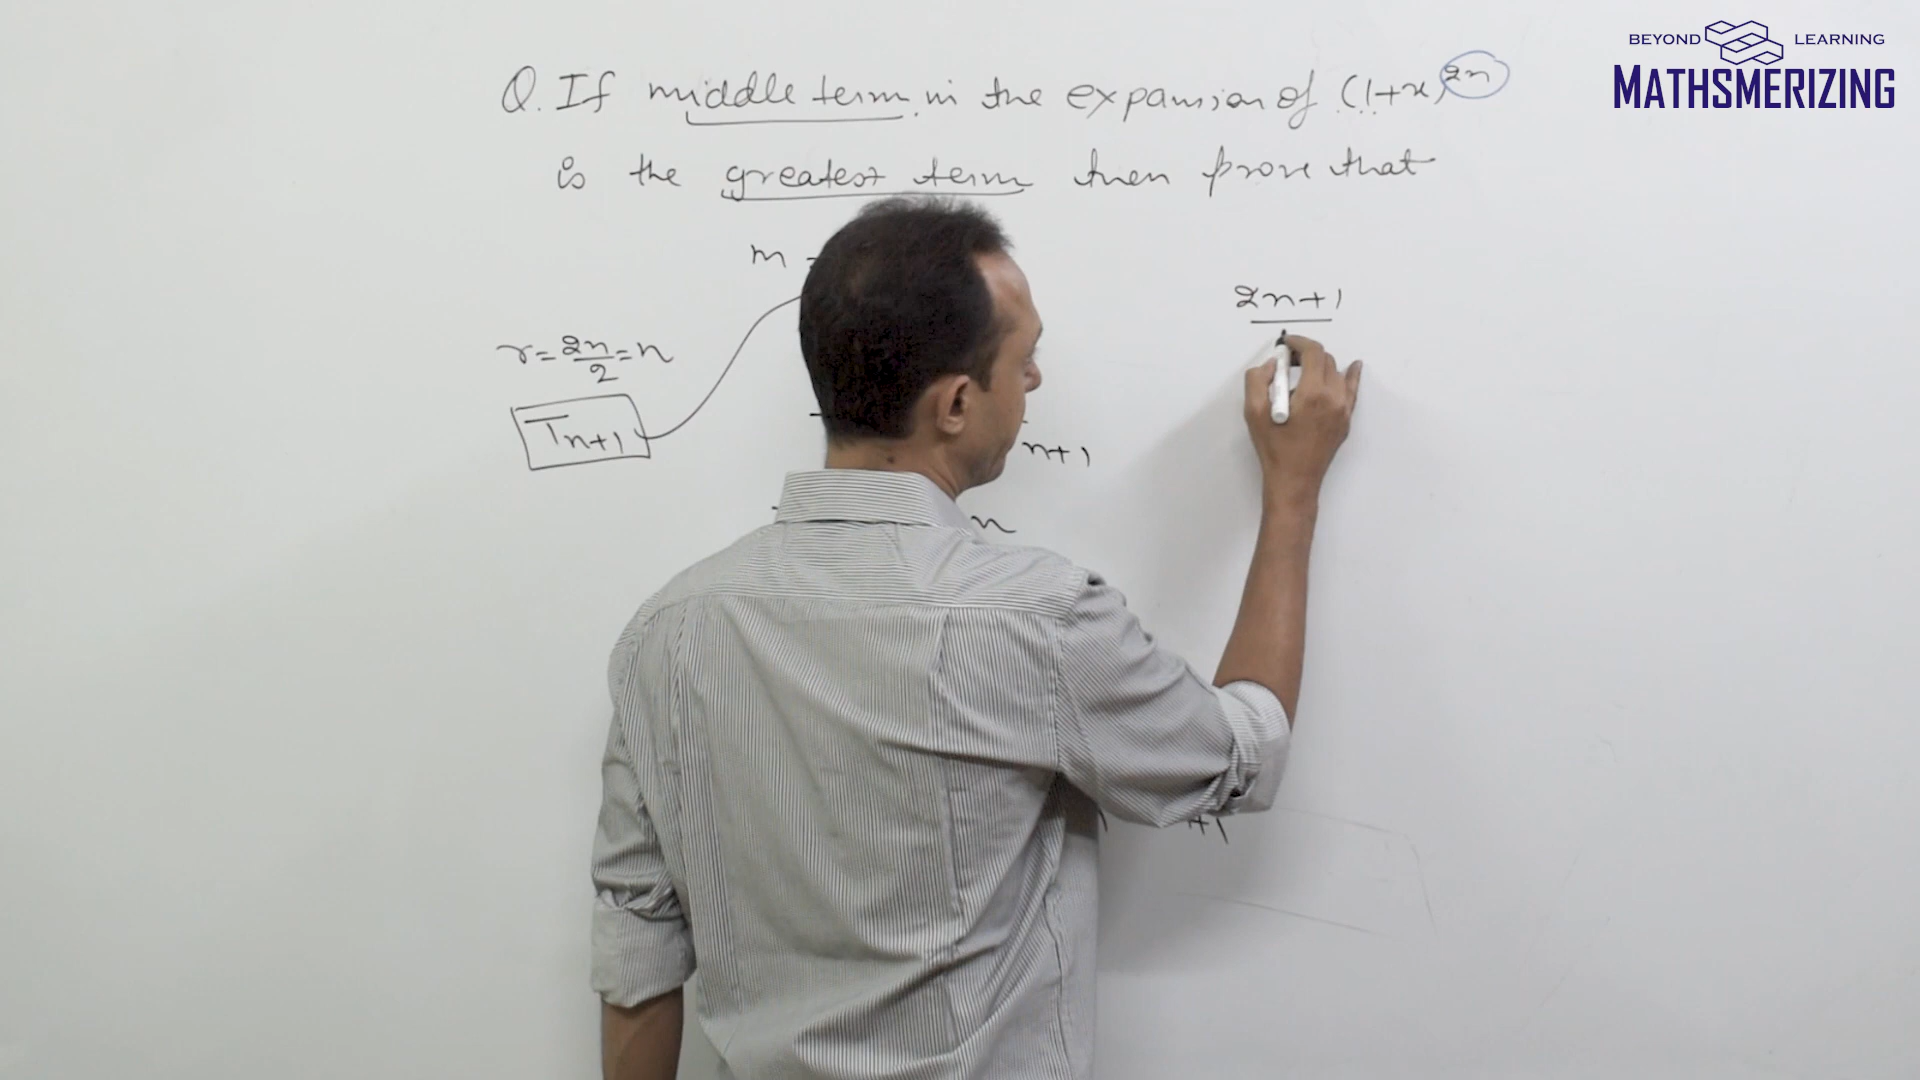 BEYOND LEARNING
MATHSMERIZING
Q. If middle term in the expansion of (1+x)^2n
is the greatest term then prove that
2n+1
r = 2n/2 = n
T n+1
n+1
n
+1